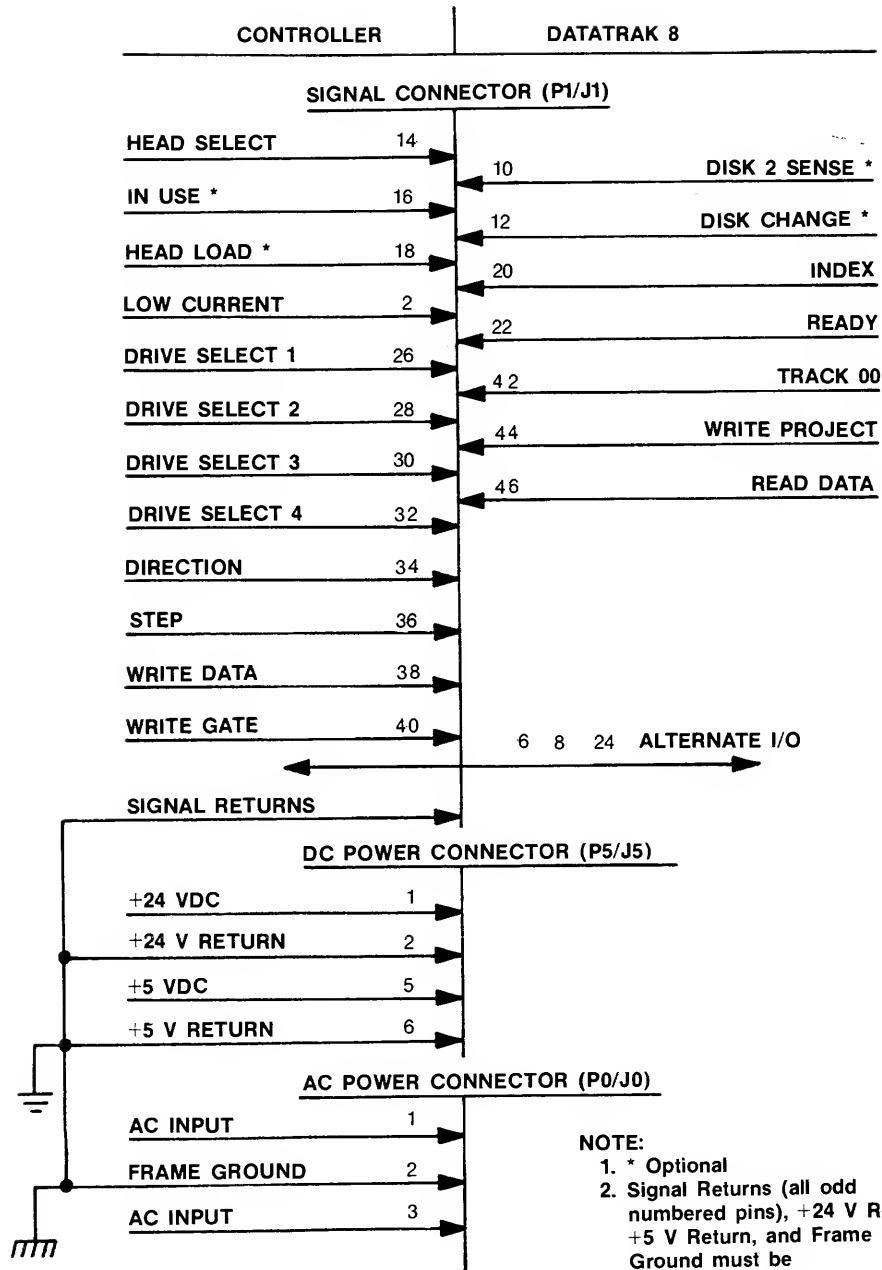 CONTROLLER DATATRAK 8
SIGNAL CONNECTOR (P1/J1)
HEAD SELECT 14
10 DISK 2 SENSE *
IN USE * 16
12 DISK CHANGE *
HEAD LOAD * 18
20 INDEX
LOW CURRENT 2
22 READY
DRIVE SELECT 1 26
42 TRACK 00
DRIVE SELECT 2 28
44 WRITE PROJECT
DRIVE SELECT 3 30
46 READ DATA
DRIVE SELECT 4 32
DIRECTION 34
STEP 36
WRITE DATA 38
WRITE GATE 40
6 8 24 ALTERNATE I/O
SIGNAL RETURNS
DC POWER CONNECTOR (P5/J5)
+24 VDC 1
+24 V RETURN 2
+5 VDC 5
+5 V RETURN 6
AC POWER CONNECTOR (P0/J0)
AC INPUT 1
FRAME GROUND 2
AC INPUT 3
NOTE:
1. * Optional
2. Signal Returns (all odd
numbered pins), +24 V R
+5 V Return, and Frame
Ground must be